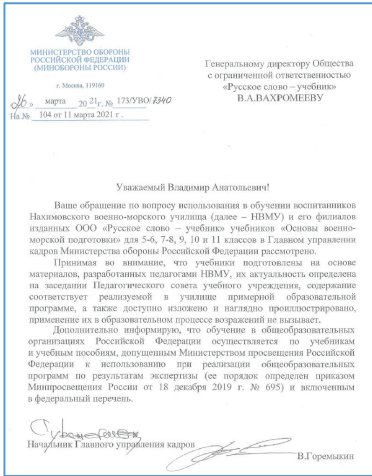 МИНИСТЕРСТВО ОБОРОНЫ
РОССИЙСКОЙ ФЕДЕРАЦИИ
(МИНОБОРОНЫ РОССИИ)
г. Москва, 119160
«26» марта 2021 г. № 173/УВО/7340
На № 104 от 11 марта 2021 г.
Генеральному директору Общества
с ограниченной ответственностью
«Русское слово – учебник»
В.А.ВАХРОМЕЕВУ
Уважаемый Владимир Анатольевич!
Ваше обращение по вопросу использования в обучении воспитанников
Нахимовского военно-морского училища (далее – НВМУ) и его филиалов
изданных ООО «Русское слово – учебник» учебников «Основы военно-
морской подготовки» для 5-6, 7-8, 9, 10 и 11 классов в Главном управлении
кадров Министерства обороны Российской Федерации рассмотрено.
Принимая во внимание, что учебники подготовлены на основе
материалов, разработанных педагогами НВМУ, их актуальность определена
на заседании Педагогического совета учебного учреждения, содержание
соответствует реализуемой в училище примерной образовательной
программе, а также доступно изложено и наглядно проиллюстрировано,
применение их в образовательном процессе возражений не вызывает.
Дополнительно информирую, что обучение в общеобразовательных
организациях Российской Федерации осуществляется по учебникам
и учебным пособиям, допущенным Министерством просвещения Российской
Федерации к использованию при реализации общеобразовательных
программ по результатам экспертизы (ее порядок определен приказом
Минпросвещения России от 18 декабря 2019 г. № 695) и включенным
в федеральный перечень.
Начальник Главного управления кадров
В.Горемыкин